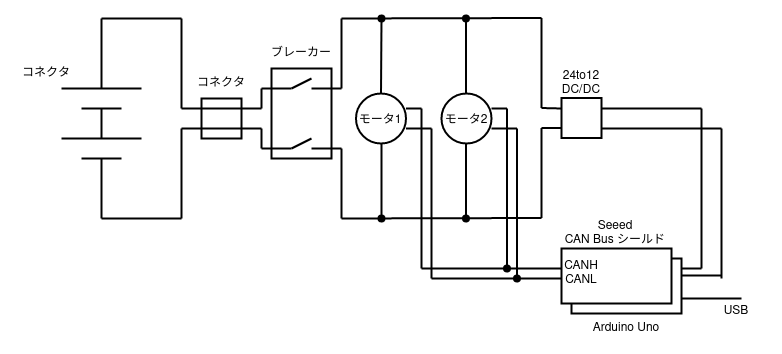 コネクタ
コネクタ
ブレーカー
モータ1
モータ2
24to12
DC/DC
Seeed
CAN Bus シールド
CANH
CANL
USB
Arduino Uno